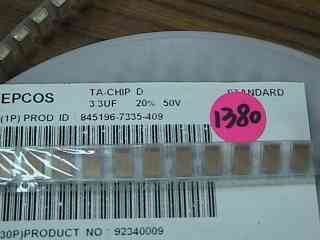 EPCOS TA-CHIP D STANDARD
3.3UF 20% 50V
(1P) PROD ID : 845196-7335-409
1380
30P)PRODUCT NO : 92340009